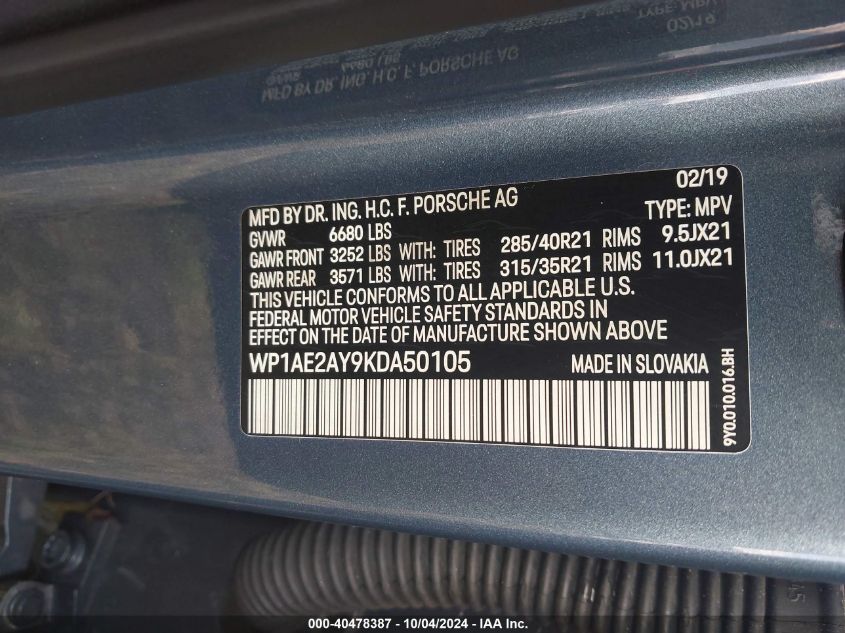 02/19
MFD BY DR. ING. H.C. F. PORSCHE AG
TYPE: MPV
GVWR 6680 LBS
GAWR FRONT 3252 LBS WITH: TIRES 285/40R21 RIMS 9.5JX21
GAWR REAR 3571 LBS WITH: TIRES 315/35R21 RIMS 11.0JX21
THIS VEHICLE CONFORMS TO ALL APPLICABLE U.S.
FEDERAL MOTOR VEHICLE SAFETY STANDARDS IN
EFFECT ON THE DATE OF MANUFACTURE SHOWN ABOVE
WP1AE2AY9KDA50105 MADE IN SLOVAKIA
9Y0.010.016.BH
000-40478387 - 10/04/2024 - IAA Inc.